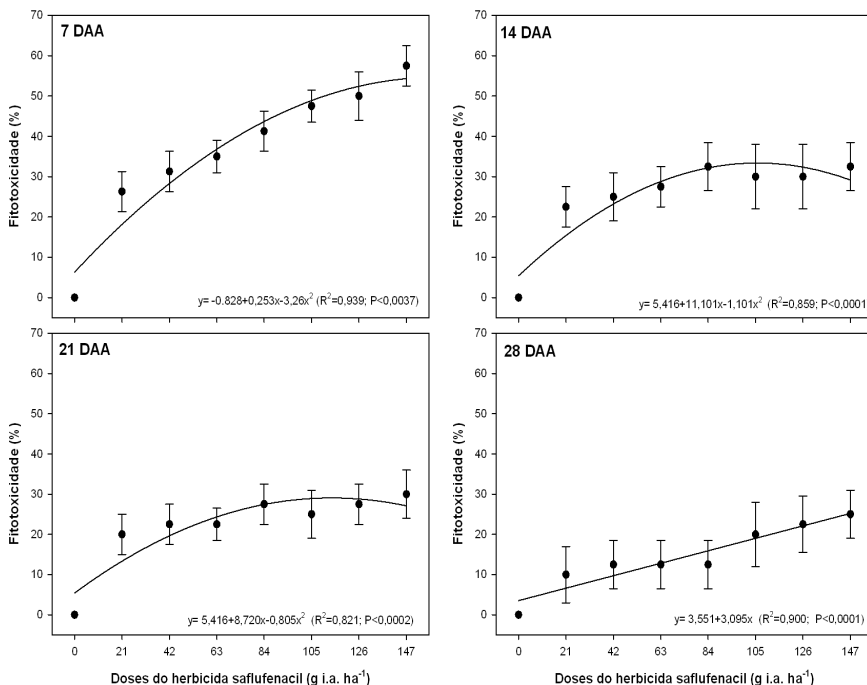 7 DAA
14 DAA
Fitotoxicidade (%)
70
60
50
40
30
20
10
0
y= -0.828+0,253x-3,26x² (R²=0,939; P<0,0037)
Fitotoxicidade (%)
70
60
50
40
30
20
10
0
y= 5,416+11,101x-1,101x² (R²=0,859; P<0,0001
21 DAA
28 DAA
Fitotoxicidade (%)
70
60
50
40
30
20
10
0
y= 5,416+8,720x-0,805x² (R²=0,821; P<0,0002)
0 21 42 63 84 105 126 147
Doses do herbicida saflufenacil (g i.a. ha⁻¹)
Fitotoxicidade (%)
70
60
50
40
30
20
10
0
y= 3,551+3,095x (R²=0,900; P<0,0001)
0 21 42 63 84 105 126 147
Doses do herbicida saflufenacil (g i.a. ha⁻¹)